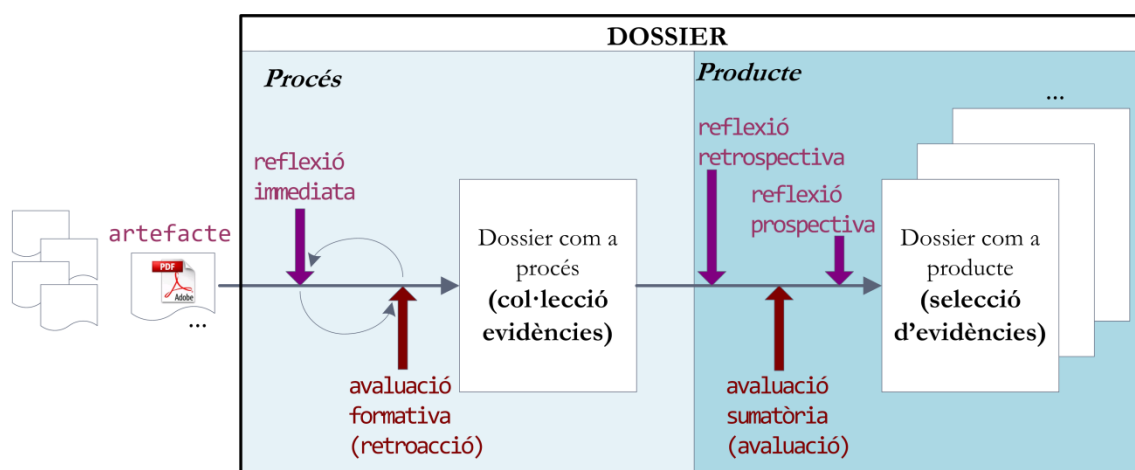 DOSSIER
Procés
Producte
...
reflexió
immediata
reflexió
retrospectiva
reflexió
prospectiva
artefacte
PDF
Adobe
...
Dossier com a
procés
(col·lecció
evidències)
Dossier com a
producte
(selecció
d’evidències)
avaluació
formativa
(retroacció)
avaluació
sumatòria
(avaluació)